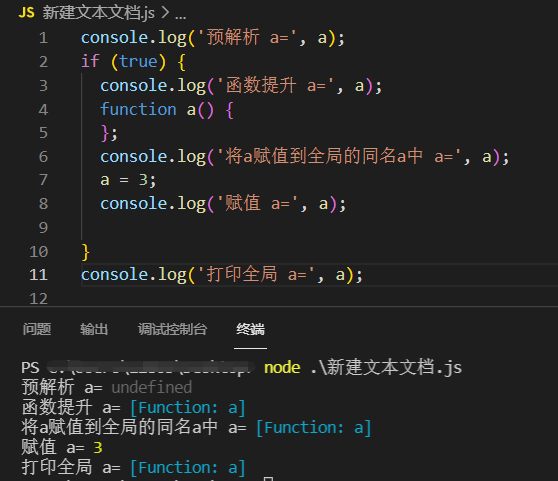 JS 新建文本文档.js > ...
1 console.log('预解析 a=', a);
2 if (true) {
3 console.log('函数提升 a=', a);
4 function a() {
5 };
6 console.log('将a赋值到全局的同名a中 a=', a);
7 a = 3;
8 console.log('赋值 a=', a);
9
10 }
11 console.log('打印全局 a=', a);
12
问题 输出 调试控制台 终端
PS node .\新建文本文档.js
预解析 a= undefined
函数提升 a= [Function: a]
将a赋值到全局的同名a中 a= [Function: a]
赋值 a= 3
打印全局 a= [Function: a]